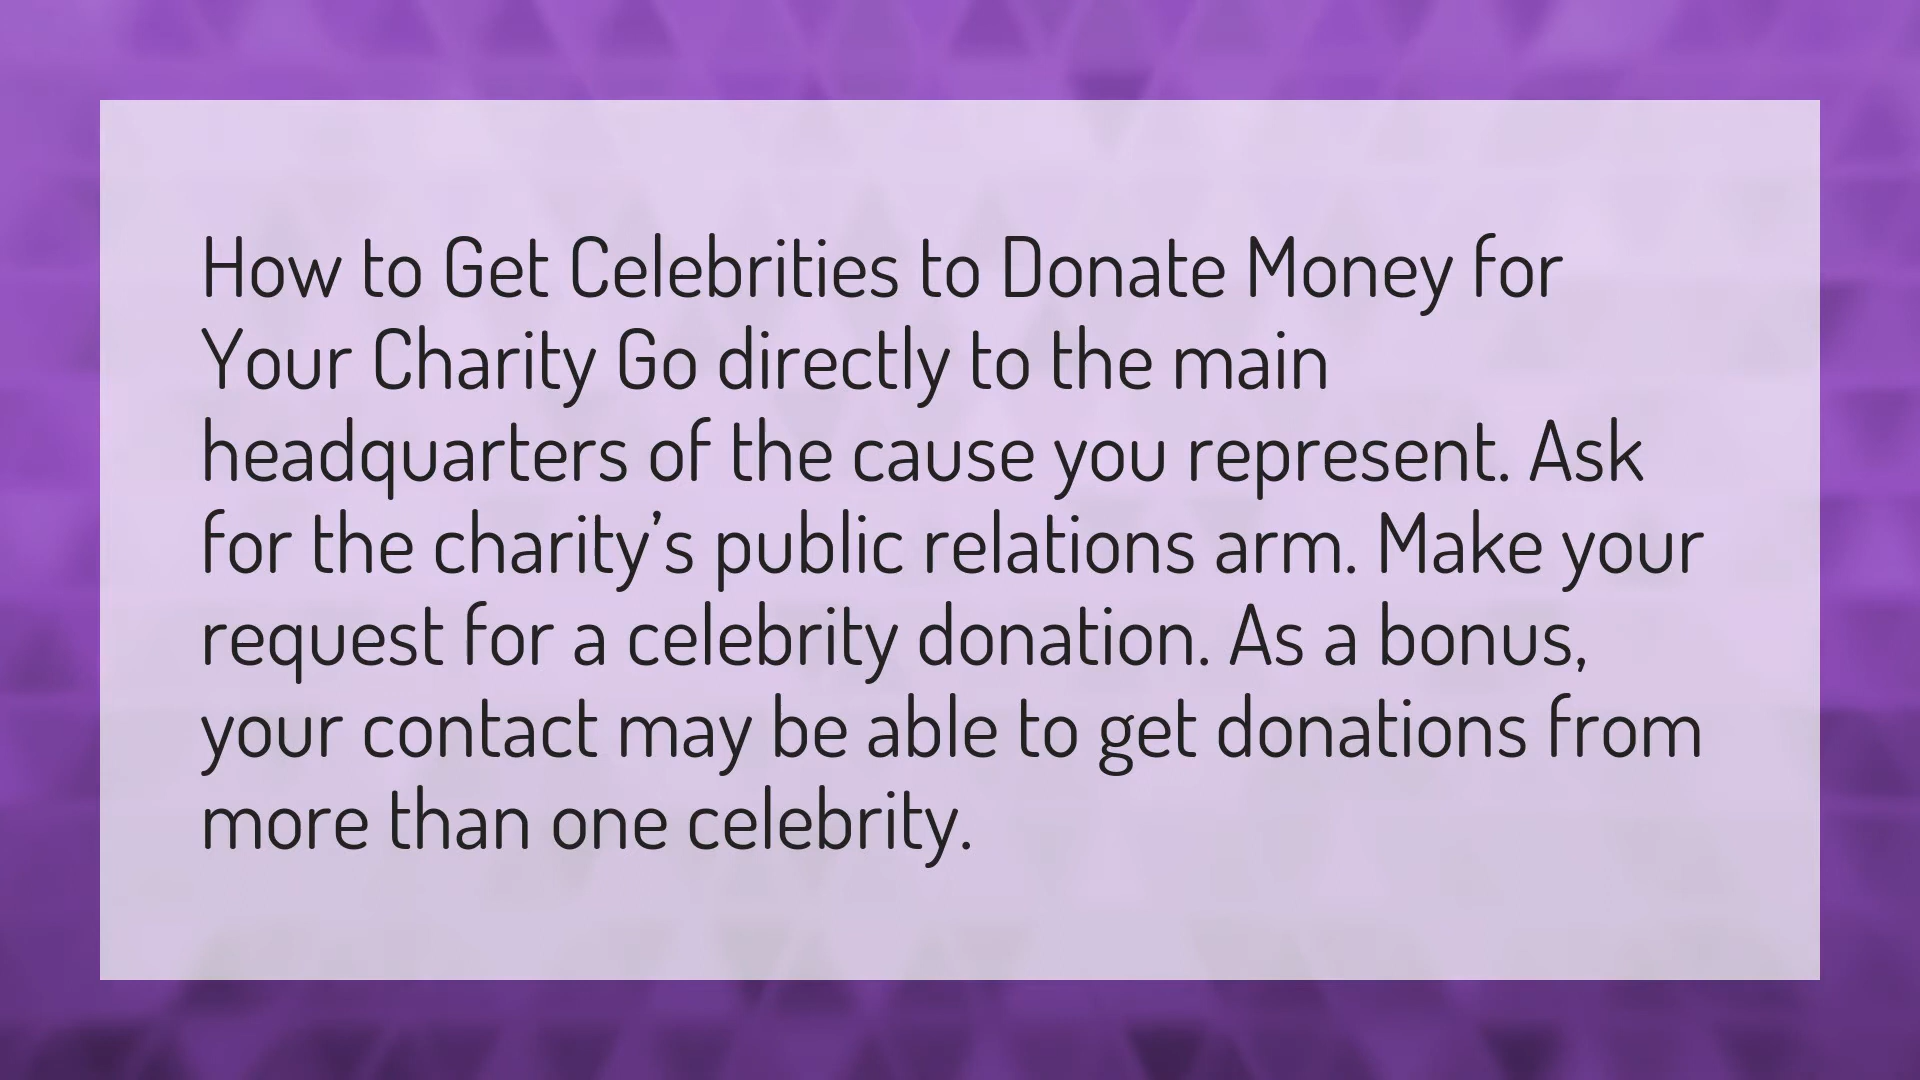 How to Get Celebrities to Donate Money for
Your Charity Go directly to the main
headquarters of the cause you represent. Ask
for the charity’s public relations arm. Make your
request for a celebrity donation. As a bonus,
your contact may be able to get donations from
more than one celebrity.